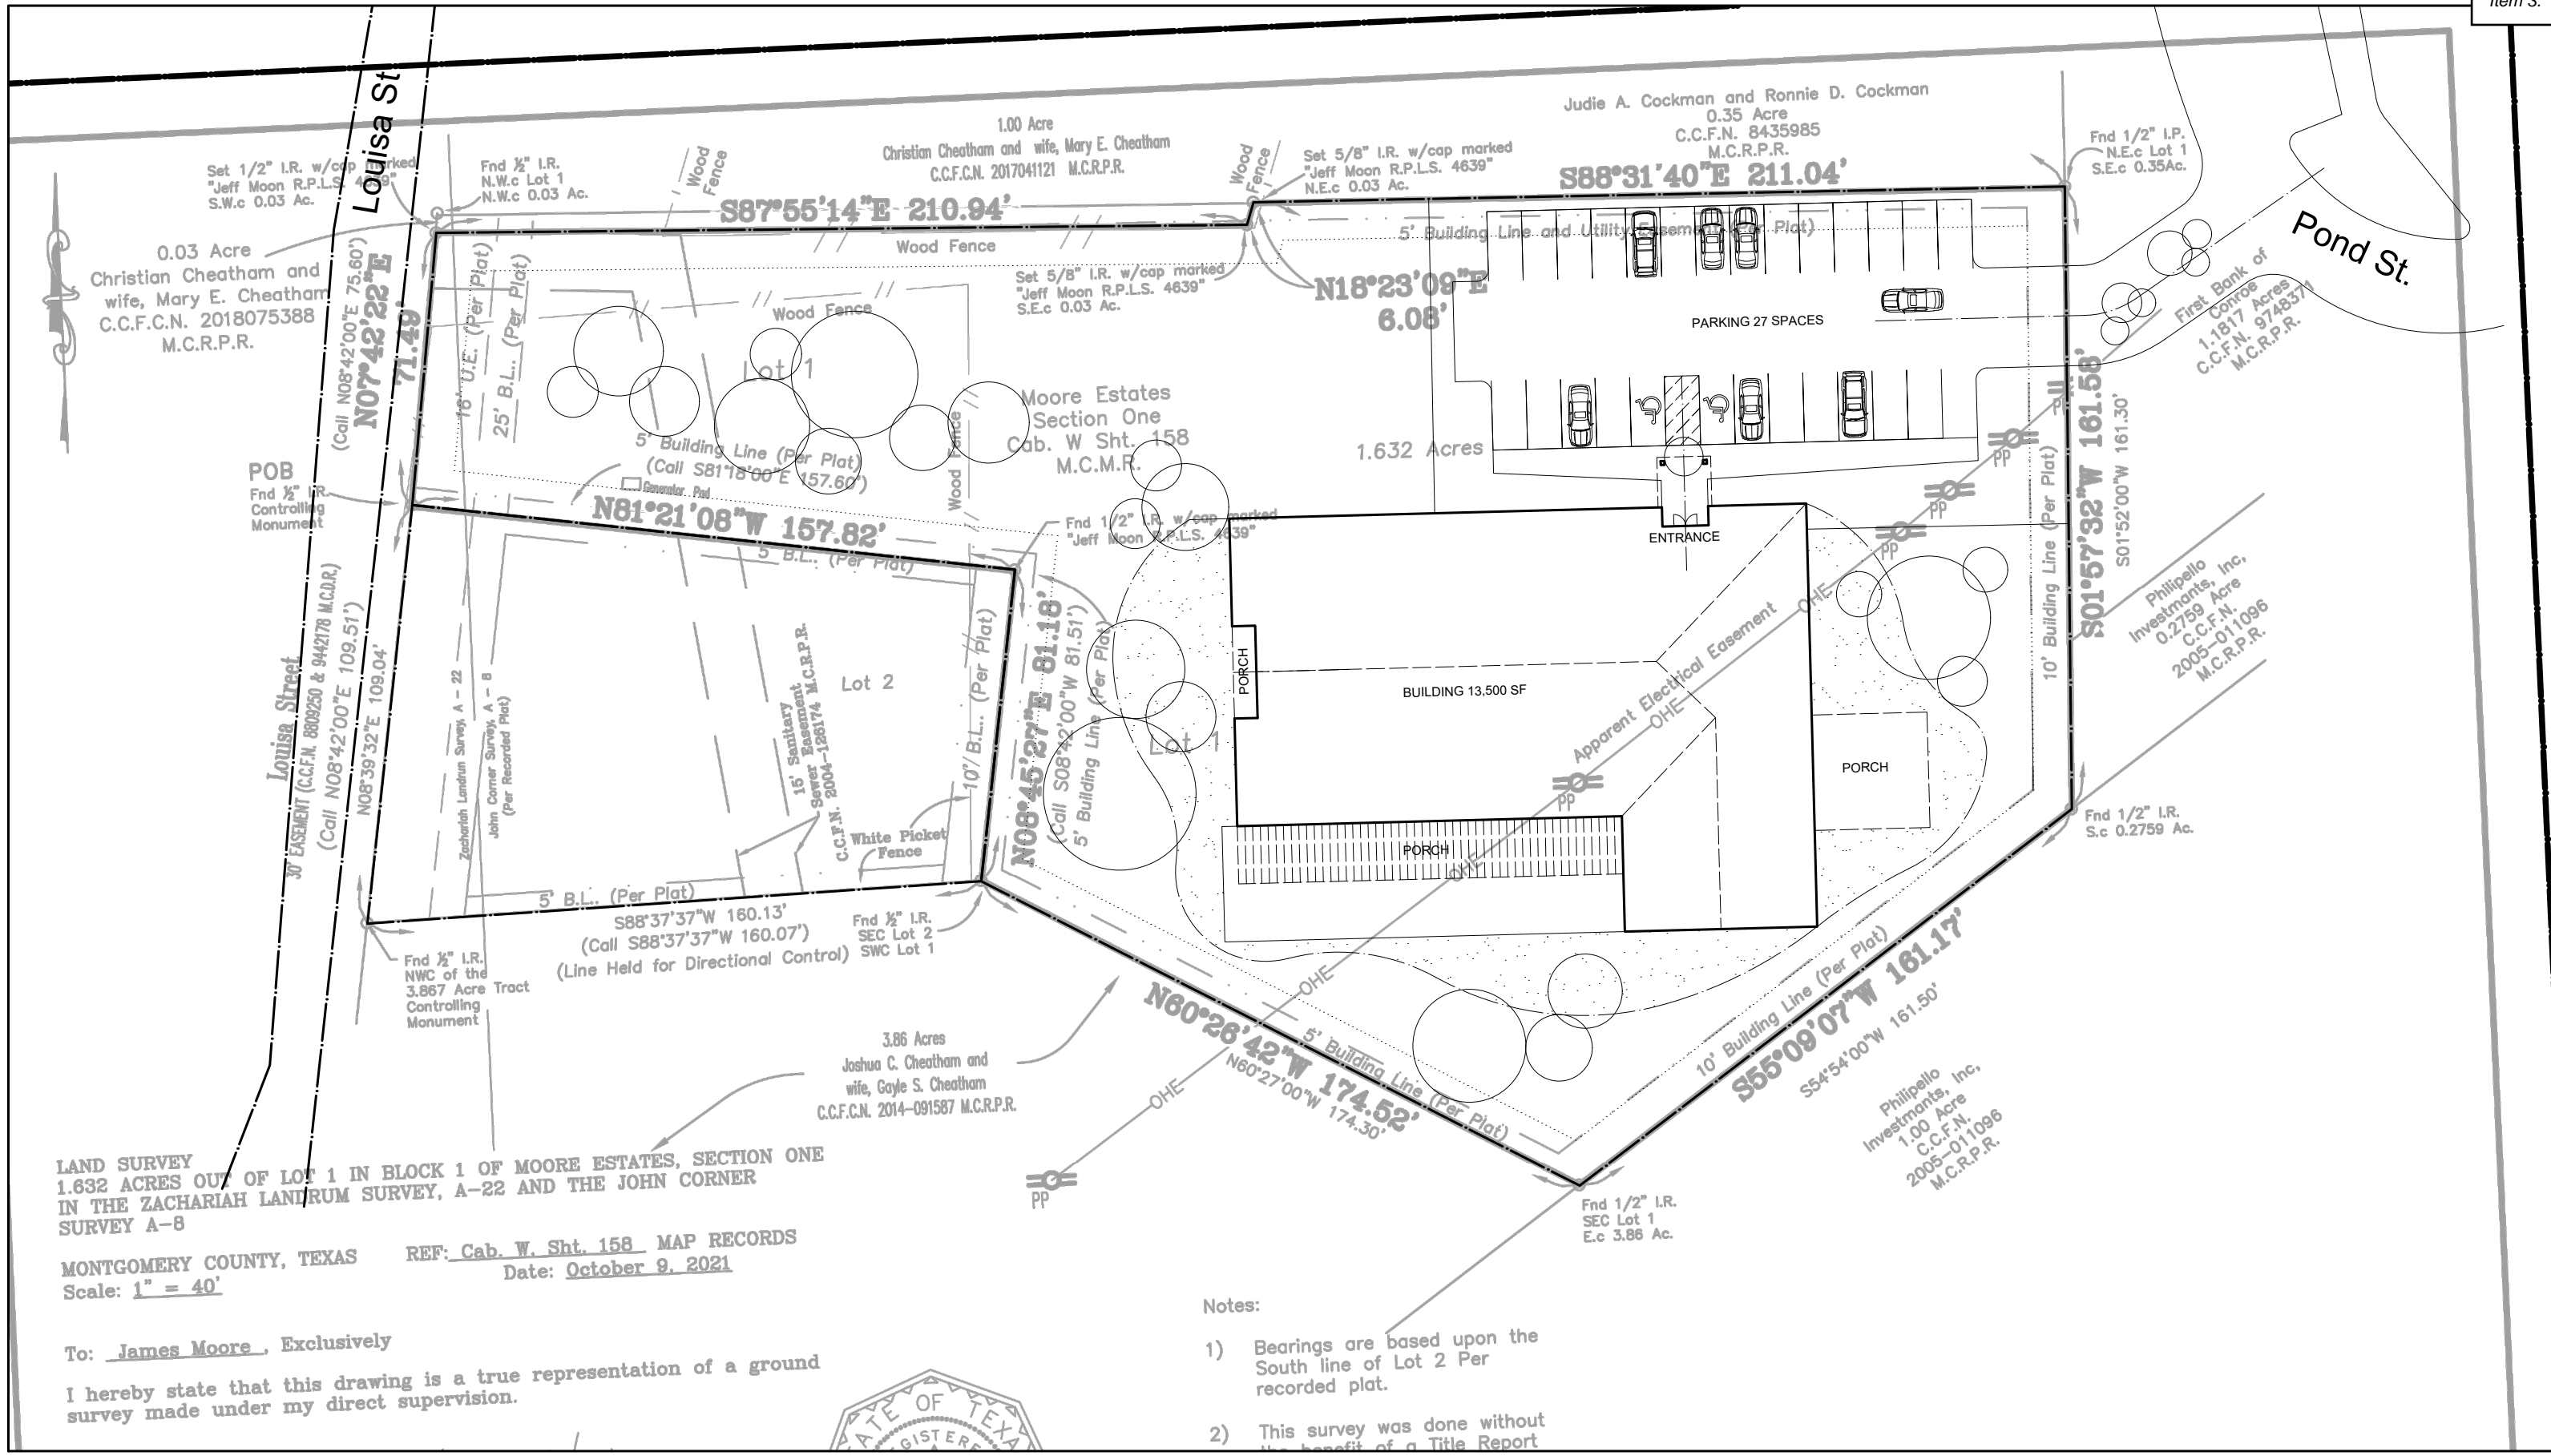 Item 3.
Louisa St
Set 1/2" I.R. w/cap marked
"Jeff Moon R.P.L.S. 4639"
S.W.c 0.03 Ac.
Fnd ½" I.R.
N.W.c Lot 1
N.W.c 0.03 Ac.
Wood
Fence
1.00 Acre
Christian Cheatham and wife, Mary E. Cheatham
C.C.F.C.N. 2017041121 M.C.R.P.R.
Wood
Fence
Set 5/8" I.R. w/cap marked
"Jeff Moon R.P.L.S. 4639"
N.E.c 0.03 Ac.
Judie A. Cockman and Ronnie D. Cockman
0.35 Acre
C.C.F.N. 8435985
M.C.R.P.R.
S88°31'40"E 211.04'
Fnd 1/2" I.P.
N.E.c Lot 1
S.E.c 0.35Ac.
Pond St.
S87°55'14"E 210.94'
Wood Fence
5' Building Line and Utility Easement (Per Plat)
0.03 Acre
Christian Cheatham and
wife, Mary E. Cheatham
C.C.F.C.N. 2018075388
M.C.R.P.R.
(Call N08°42'00"E 75.60')
N07°42'22"E
71.49'
16' U.E. (Per Plat)
25' B.L.. (Per Plat)
Wood Fence
Set 5/8" I.R. w/cap marked
"Jeff Moon R.P.L.S. 4639"
S.E.c 0.03 Ac.
N18°23'09"E
6.08'
PARKING 27 SPACES
First Bank of
Conroe
1.1817 Acres
C.C.F.N. 9748371
M.C.R.P.R.
Lot 1
Moore Estates
Section One
Cab. W Sht. 158
M.C.M.R.
1.632 Acres
Wood Fence
5' Building Line (Per Plat)
(Call S81°18'00"E 157.60')
Generator Pad
N81°21'08"W 157.82'
5' B.L.. (Per Plat)
POB
Fnd ½" I.R.
Controlling
Monument
Fnd 1/2" I.R. w/cap marked
"Jeff Moon R.P.L.S. 4639"
ENTRANCE
PP
PP
PP
PP
S01°57'32"W 161.58'
S01°52'00"W 161.30'
10' Building Line (Per Plat)
Philipello
Investmants, Inc,
0.2759 Acre
C.C.F.N.
2005-011096
M.C.R.P.R.
Louisa Street
30' EASEMENT (C.C.F.N. 8809250 & 9442178 M.C.D.R.)
(Call N08°42'00"E 109.51')
N08°39'32"E 109.04'
Zachariah Landrun Survey, A - 22
John Corner Survey, A - 8
(Per Recorded Plat)
15' Sanitary
Sewer Easement
C.C.F.N. 2004-126174 M.C.R.P.R.
Lot 2
10'/B.L.. (Per Plat)
N08°45'27"E 81.18'
(Call S08°42'00"W 81.51')
5' Building Line (Per Plat)
Lot 1
PORCH
BUILDING 13,500 SF
Apparent Electrical Easement
OHE
OHE
PP
PORCH
PORCH
OHE
White Picket
Fence
5' B.L.. (Per Plat)
S88°37'37"W 160.13'
(Call S88°37'37"W 160.07')
(Line Held for Directional Control)
Fnd ½" I.R.
SEC Lot 2
SWC Lot 1
Fnd 1/2" I.R.
S.c 0.2759 Ac.
Fnd ½" I.R.
NWC of the
3.867 Acre Tract
Controlling
Monument
3.86 Acres
Joshua C. Cheatham and
wife, Gayle S. Cheatham
C.C.F.C.N. 2014-091587 M.C.R.P.R.
OHE
OHE
PP
N60°26'42"W 174.52'
N60°27'00"W 174.30'
5' Building Line (Per Plat)
10' Building Line (Per Plat)
S55°09'07"W 161.17'
S54°54'00"W 161.50'
Philipello
Investmants, Inc,
1.00 Acre
C.C.F.N.
2005-011096
M.C.R.P.R.
Fnd 1/2" I.R.
SEC Lot 1
E.c 3.86 Ac.
LAND SURVEY
1.632 ACRES OUT OF LOT 1 IN BLOCK 1 OF MOORE ESTATES, SECTION ONE
IN THE ZACHARIAH LANDRUM SURVEY, A-22 AND THE JOHN CORNER
SURVEY A-8
MONTGOMERY COUNTY, TEXAS REF: Cab. W. Sht. 158 MAP RECORDS
Scale: 1" = 40' Date: October 9, 2021
To: James Moore , Exclusively
I hereby state that this drawing is a true representation of a ground
survey made under my direct supervision.
Notes:
1) Bearings are based upon the
South line of Lot 2 Per
recorded plat.
2) This survey was done without
the benefit of a Title Report